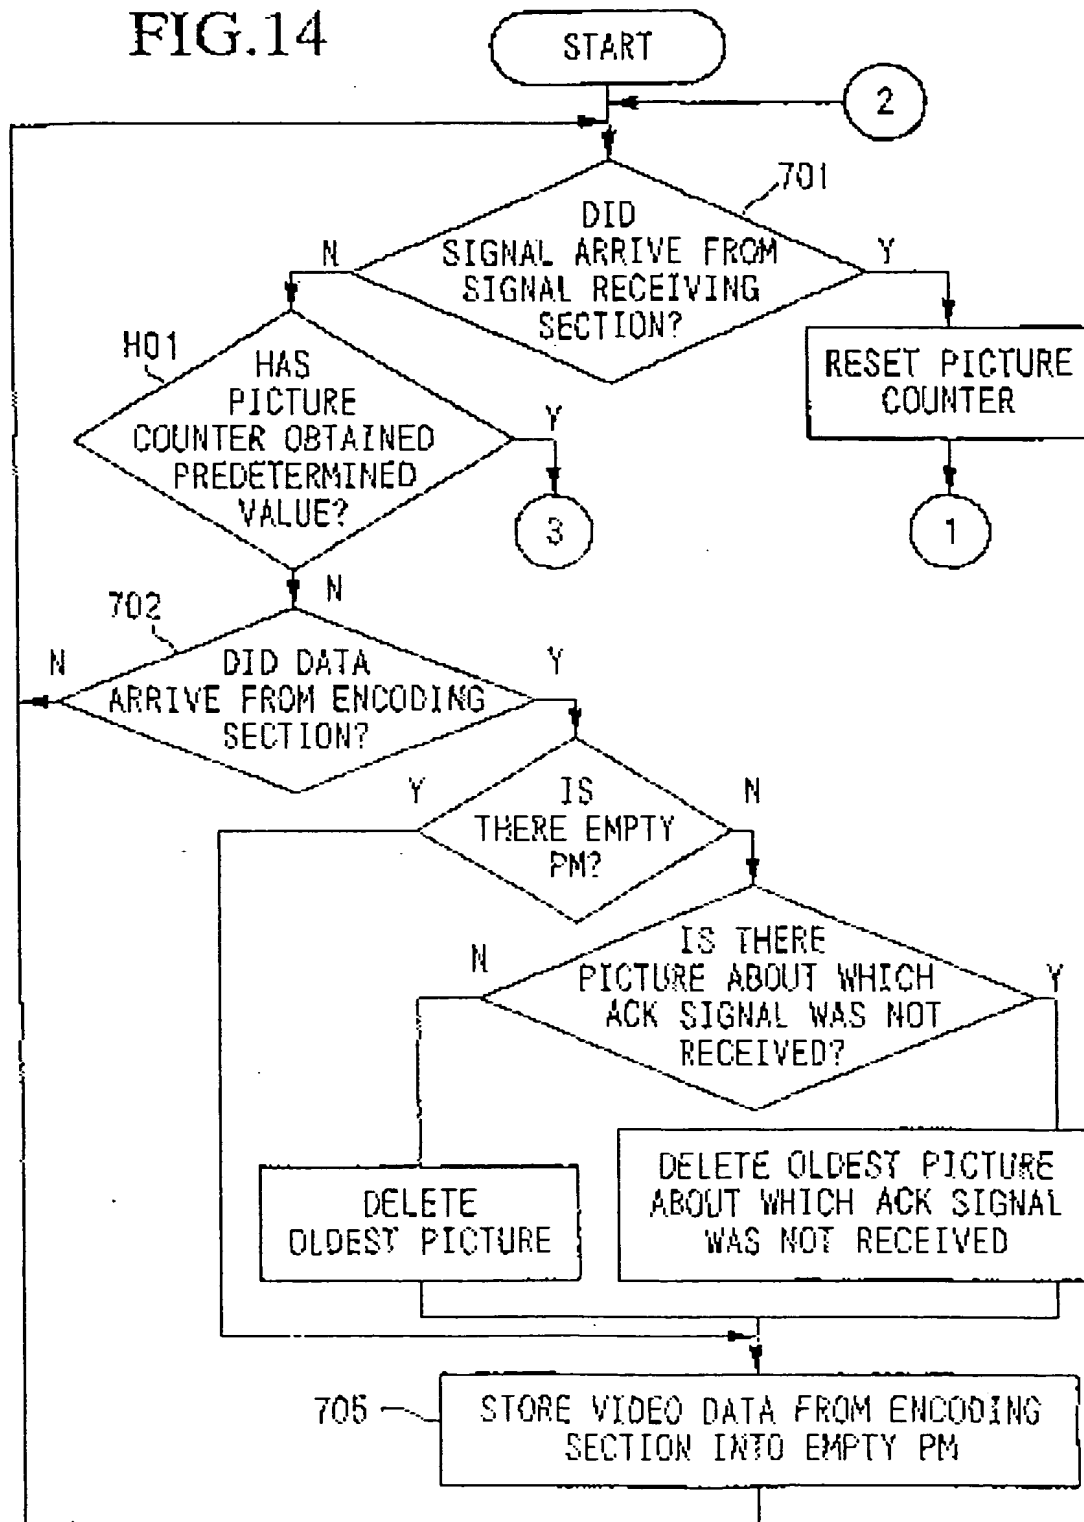 FIG.14
START
2
701
DID
SIGNAL ARRIVE FROM
SIGNAL RECEIVING
SECTION?
N
Y
RESET PICTURE
COUNTER
1
H01
HAS
PICTURE
COUNTER OBTAINED
PREDETERMINED
VALUE?
Y
3
N
702
DID DATA
ARRIVE FROM ENCODING
SECTION?
N
Y
IS
THERE EMPTY
PM?
Y
N
IS THERE
PICTURE ABOUT WHICH
ACK SIGNAL WAS NOT
RECEIVED?
N
Y
DELETE
OLDEST PICTURE
DELETE OLDEST PICTURE
ABOUT WHICH ACK SIGNAL
WAS NOT RECEIVED
705
STORE VIDEO DATA FROM ENCODING
SECTION INTO EMPTY PM